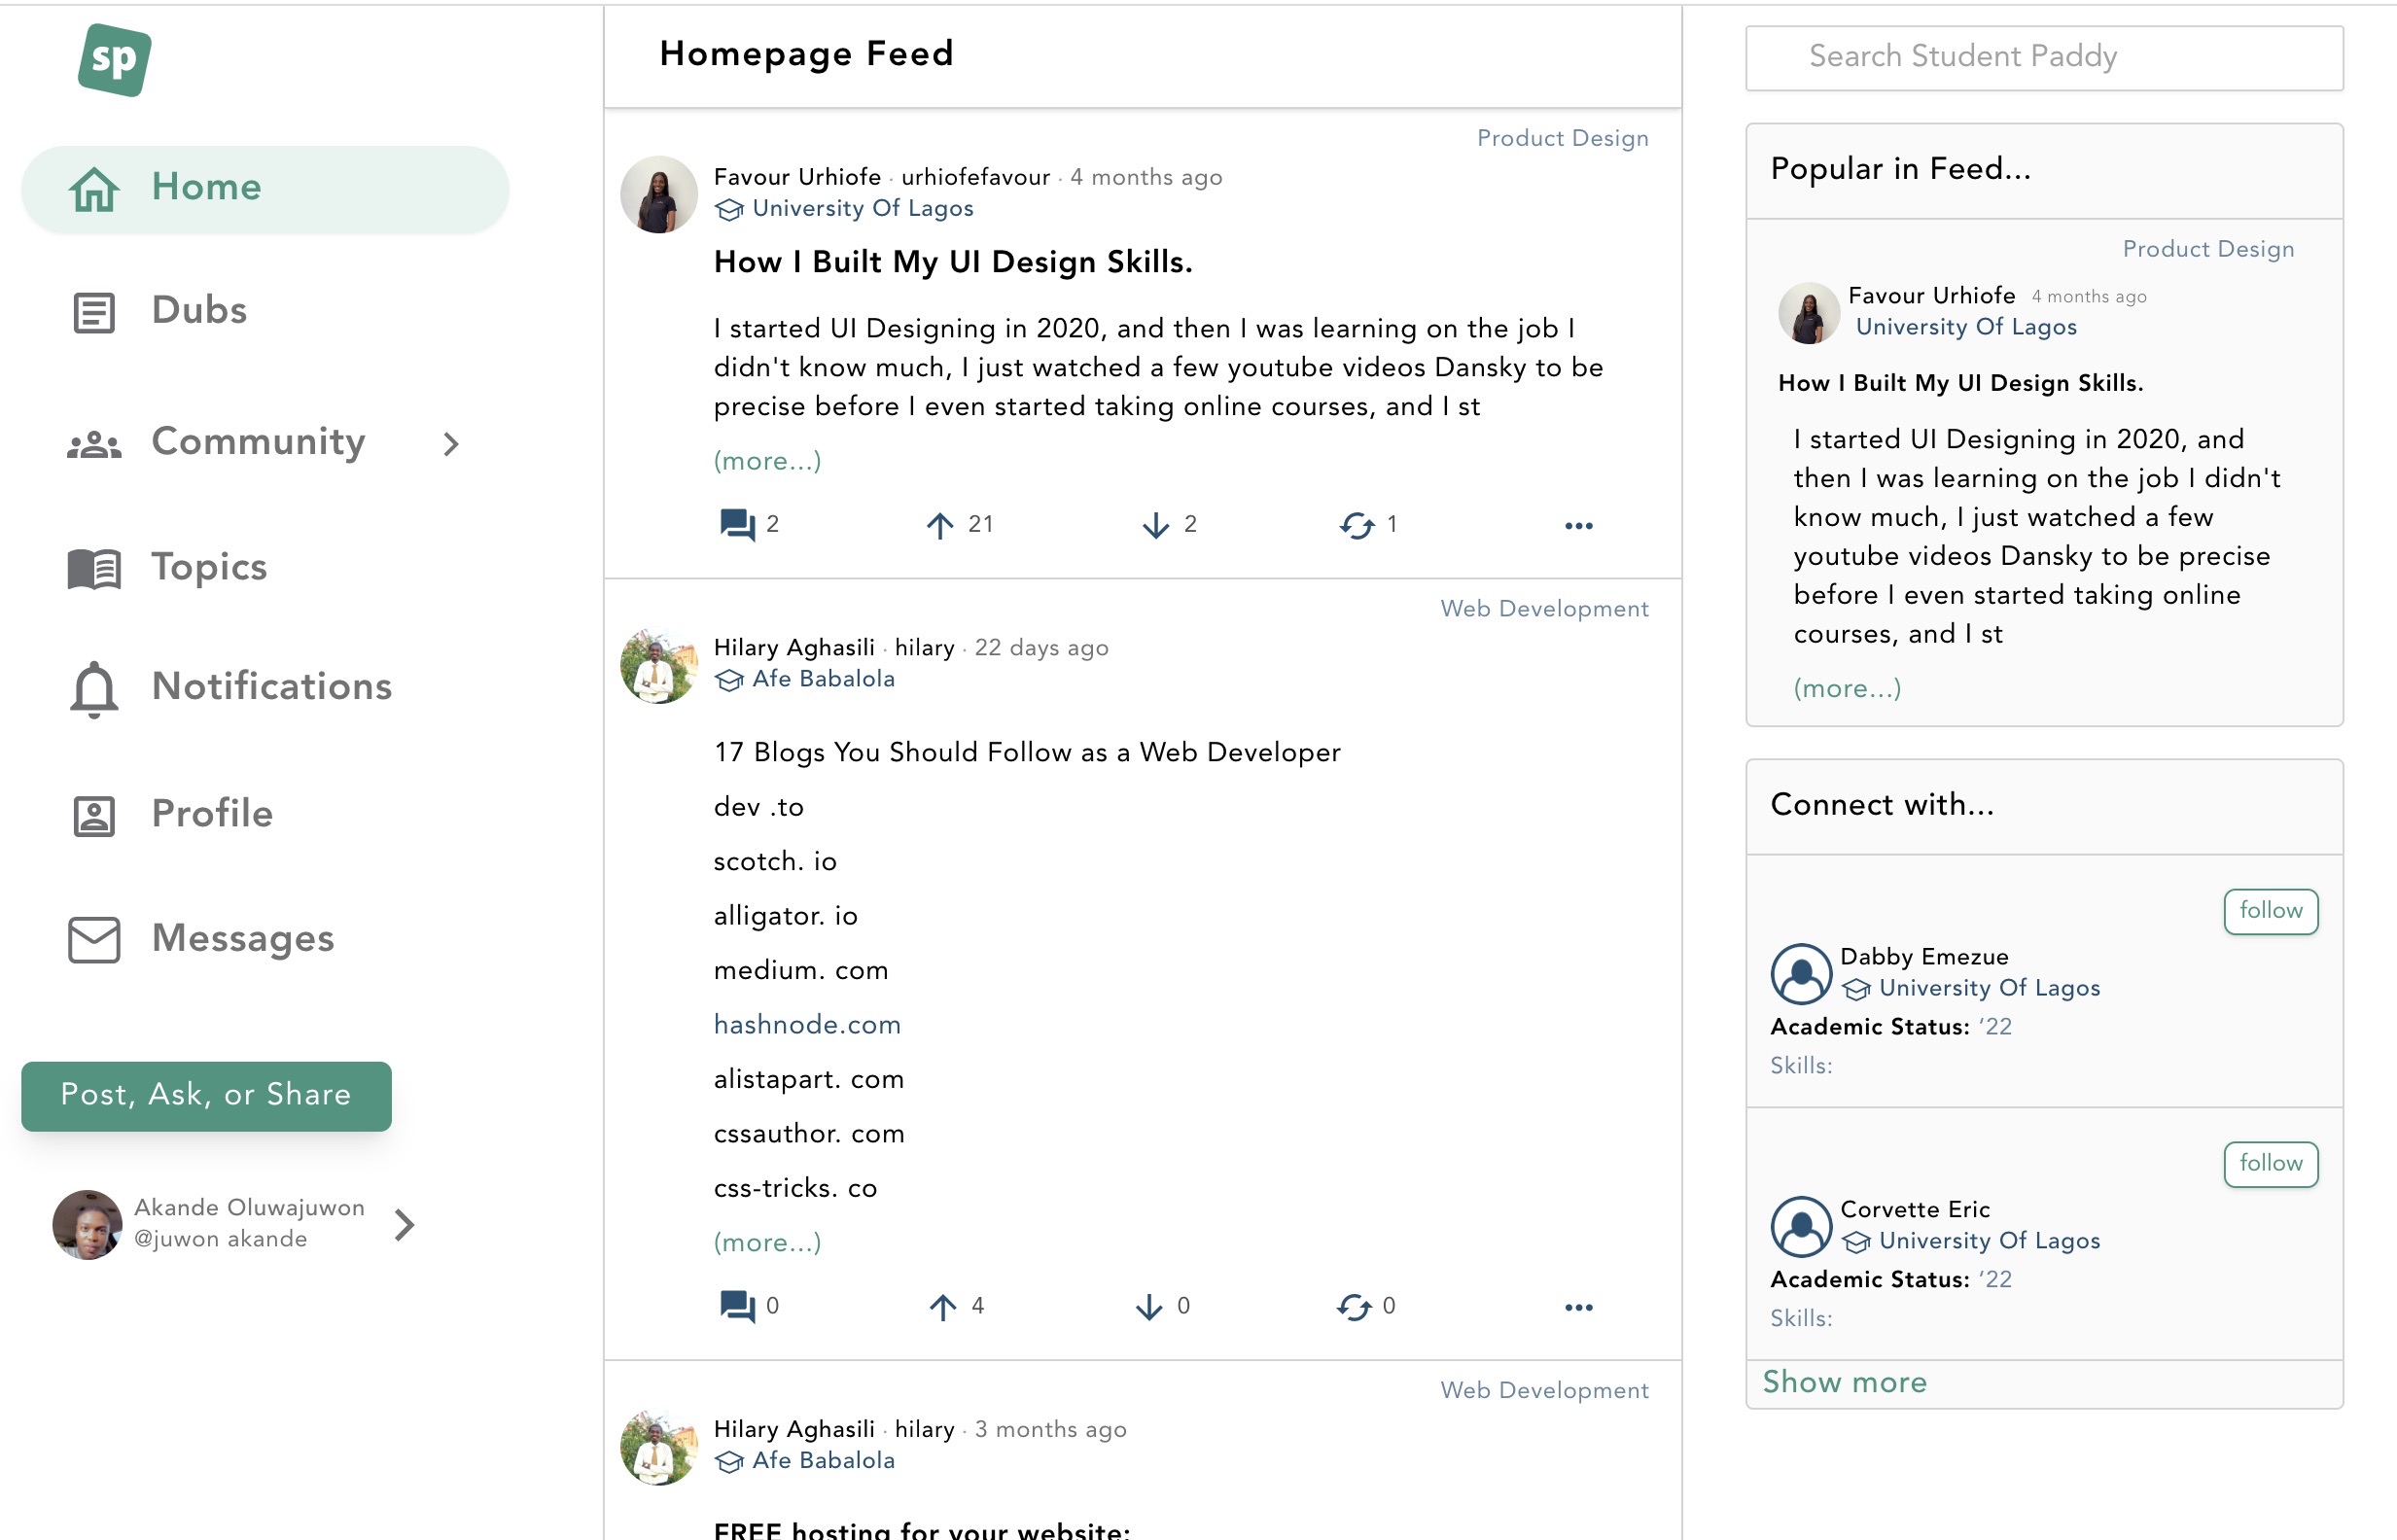 sp
Home
Dubs
Community
Topics
Notifications
Profile
Messages
Post, Ask, or Share
Akande Oluwajuwon
@juwon akande
Homepage Feed
Product Design
Favour Urhiofe · urhiofefavour · 4 months ago
University Of Lagos
How I Built My UI Design Skills.
I started UI Designing in 2020, and then I was learning on the job I
didn't know much, I just watched a few youtube videos Dansky to be
precise before I even started taking online courses, and I st
(more...)
2 21 2 1
Web Development
Hilary Aghasili · hilary · 22 days ago
Afe Babalola
17 Blogs You Should Follow as a Web Developer
dev .to
scotch. io
alligator. io
medium. com
hashnode.com
alistapart. com
cssauthor. com
css-tricks. co
(more...)
0 4 0 0
Web Development
Hilary Aghasili · hilary · 3 months ago
Afe Babalola
FREE hosting for your website:
Search Student Paddy
Popular in Feed...
Product Design
Favour Urhiofe 4 months ago
University Of Lagos
How I Built My UI Design Skills.
I started UI Designing in 2020, and
then I was learning on the job I didn't
know much, I just watched a few
youtube videos Dansky to be precise
before I even started taking online
courses, and I st
(more...)
Connect with...
follow
Dabby Emezue
University Of Lagos
Academic Status: ‘22
Skills:
follow
Corvette Eric
University Of Lagos
Academic Status: ‘22
Skills:
Show more